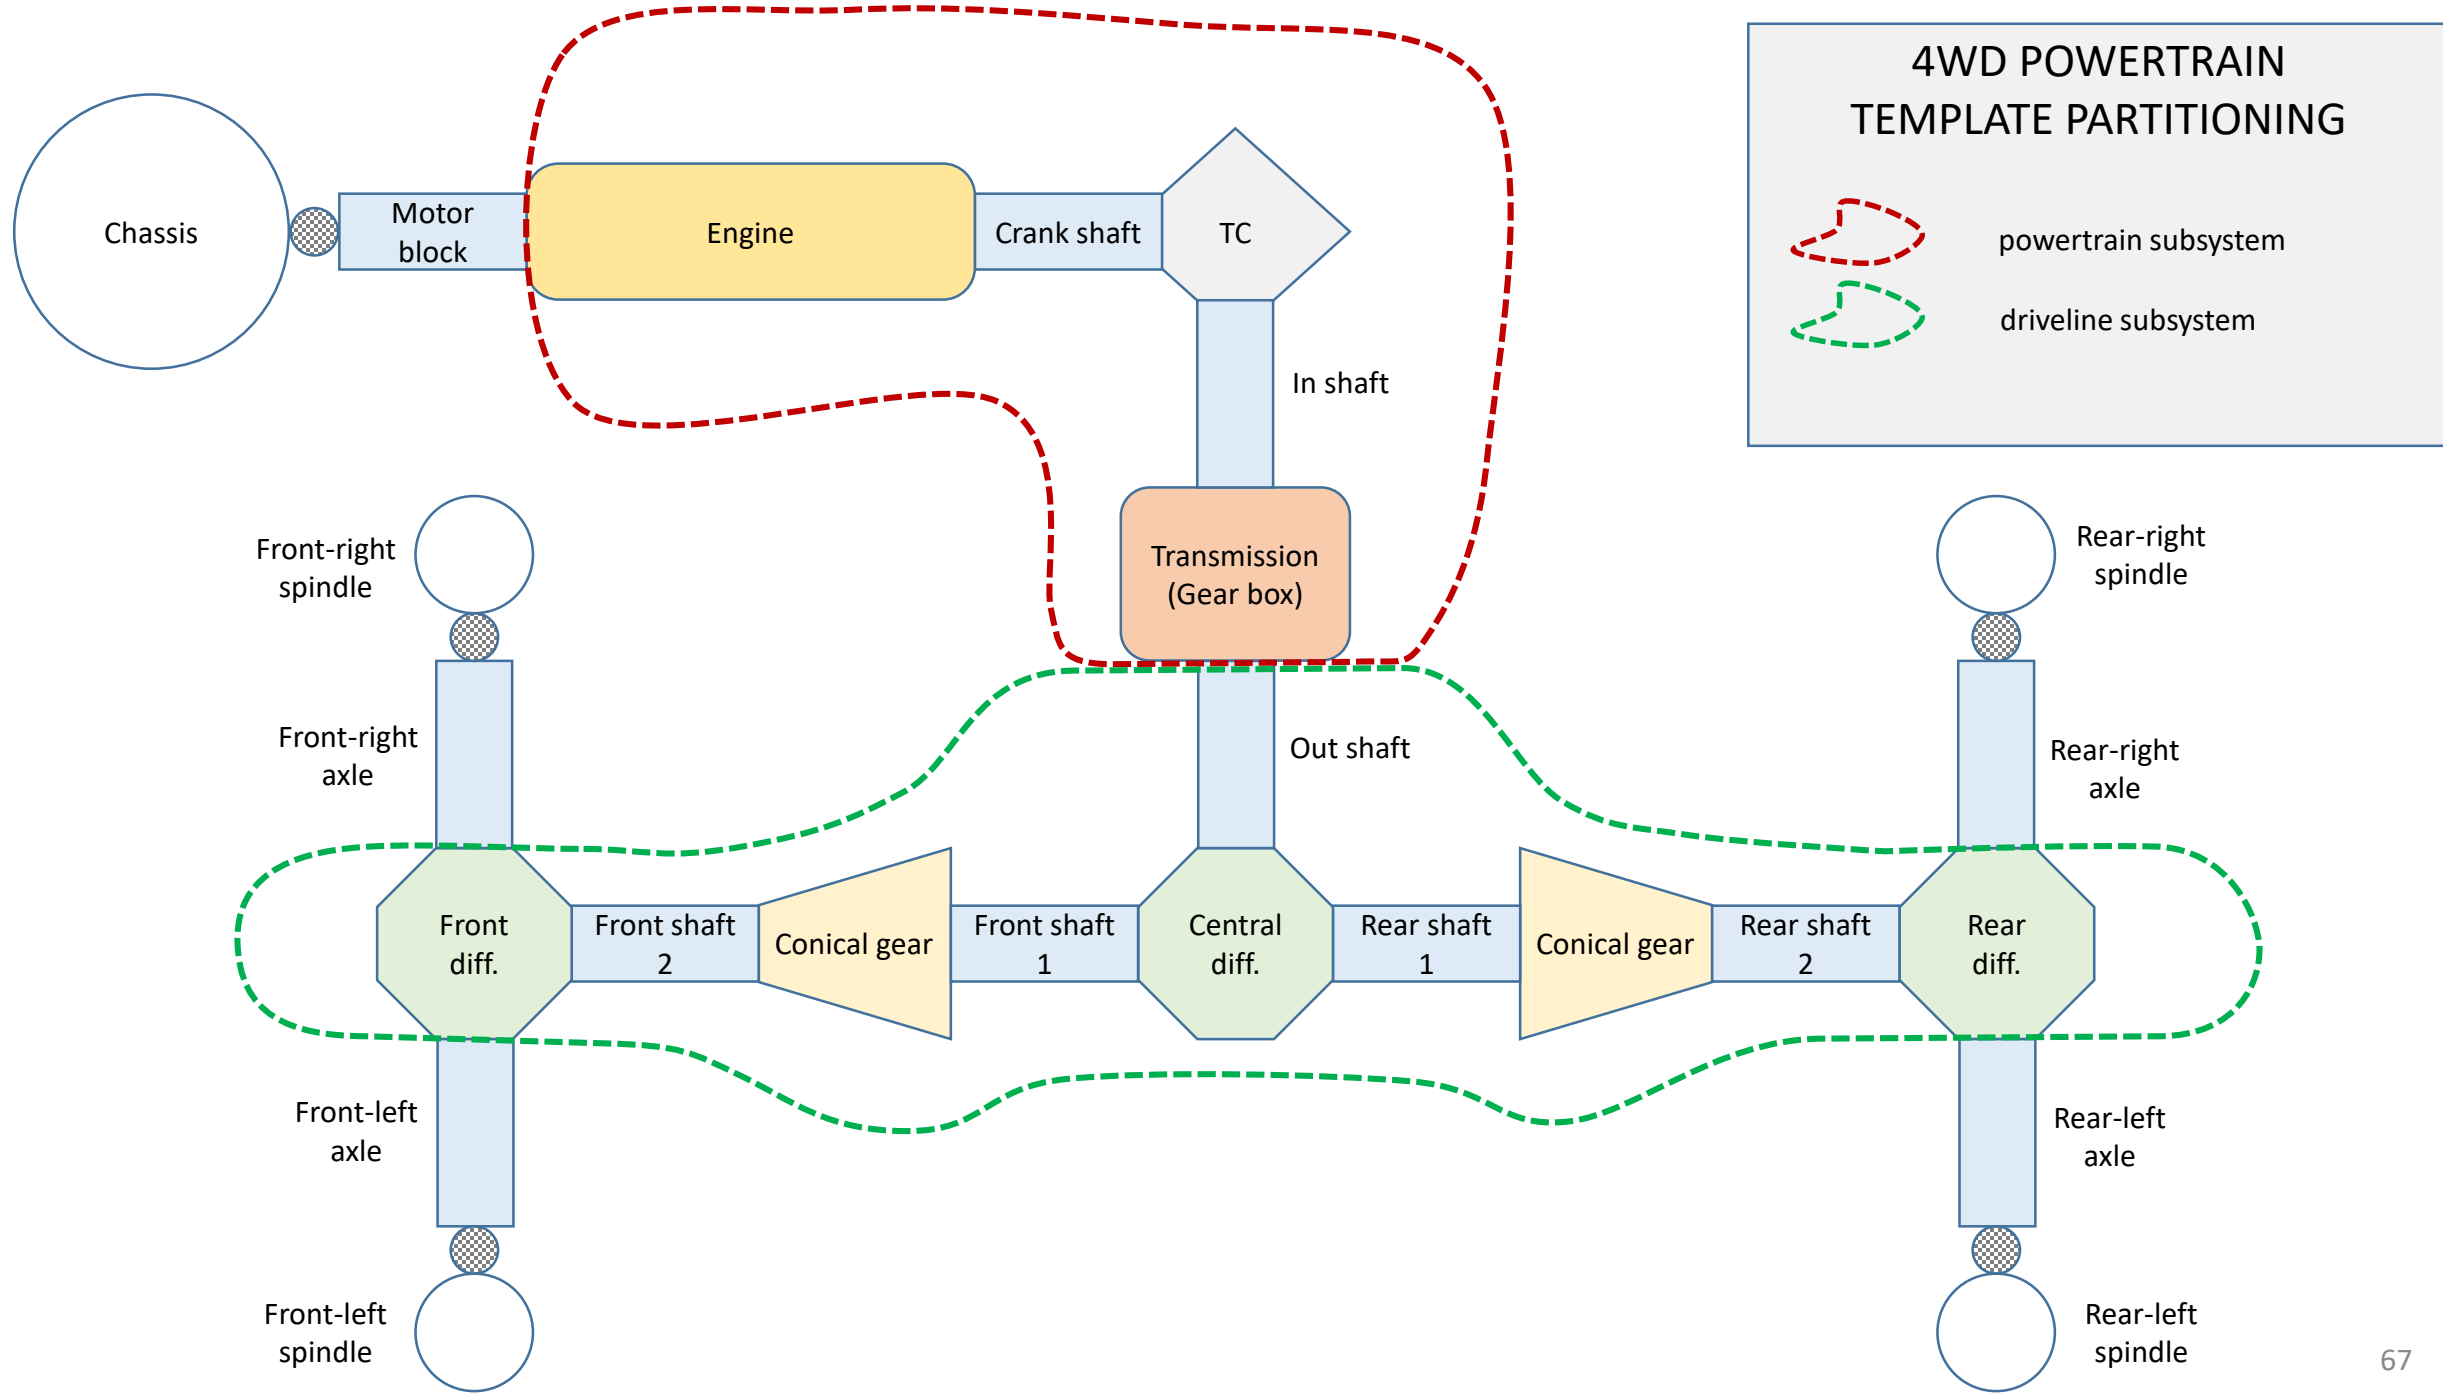 4WD POWERTRAIN
TEMPLATE PARTITIONING
powertrain subsystem
driveline subsystem
Chassis
Motor
block
Engine
Crank shaft
TC
In shaft
Transmission
(Gear box)
Out shaft
Front-right
spindle
Front-right
axle
Rear-right
spindle
Rear-right
axle
Front
diff.
Front shaft
2
Conical gear
Front shaft
1
Central
diff.
Rear shaft
1
Conical gear
Rear shaft
2
Rear
diff.
Front-left
axle
Front-left
spindle
Rear-left
axle
Rear-left
spindle
67